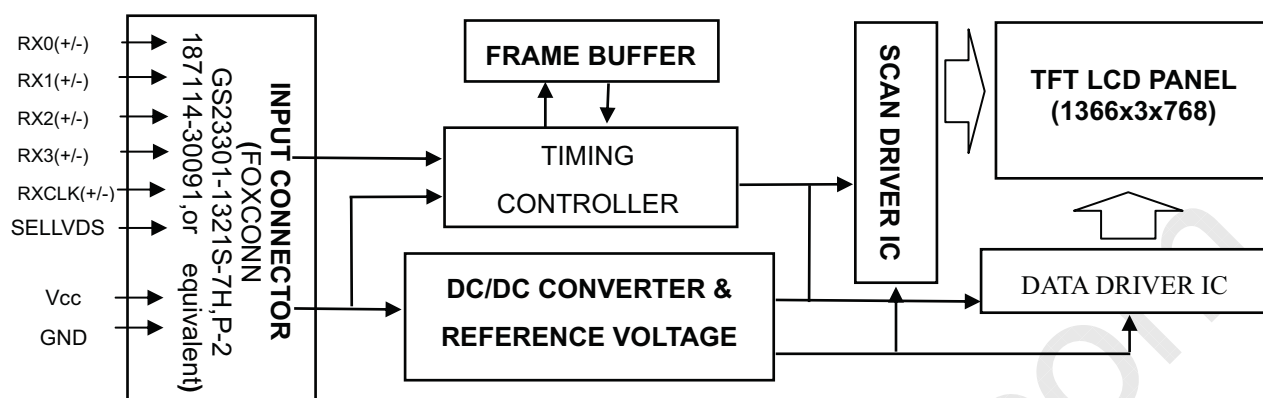 RX0(+/-)
RX1(+/-)
RX2(+/-)
RX3(+/-)
RXCLK(+/-)
SELLVDS
Vcc
GND
INPUT CONNECTOR
(FOXCONN
GS23301-1321S-7H,P-2
187114-30091,or equivalent)
FRAME BUFFER
TIMING
CONTROLLER
DC/DC CONVERTER &
REFERENCE VOLTAGE
SCAN DRIVER IC
TFT LCD PANEL
(1366x3x768)
DATA DRIVER IC